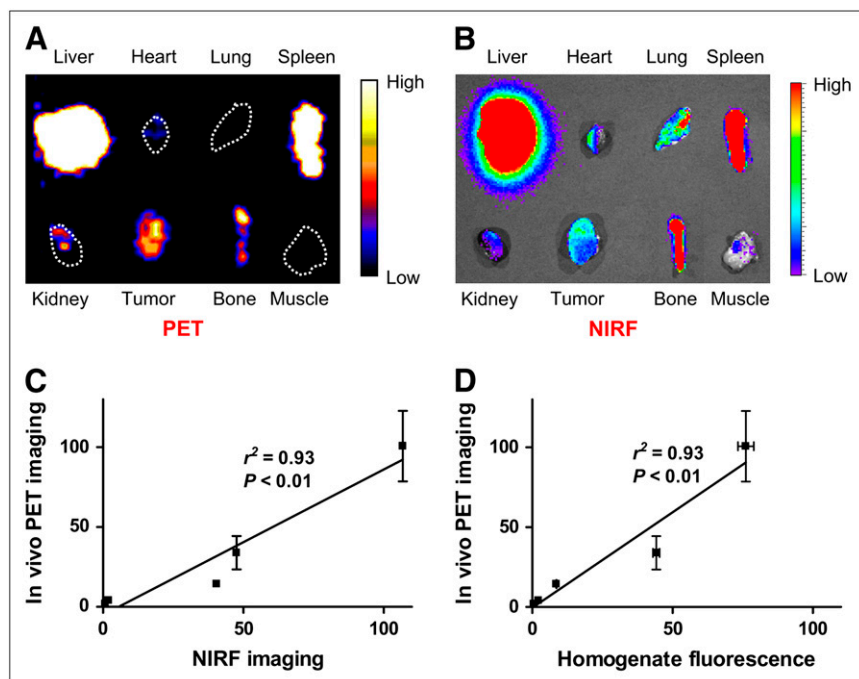 A
Liver Heart Lung Spleen
High
Low
Kidney Tumor Bone Muscle
PET
B
Liver Heart Lung Spleen
High
Low
Kidney Tumor Bone Muscle
NIRF
C
In vivo PET imaging
100
50
0
r² = 0.93
P < 0.01
0 50 100
NIRF imaging
D
In vivo PET imaging
100
50
0
r² = 0.93
P < 0.01
0 50 100
Homogenate fluorescence